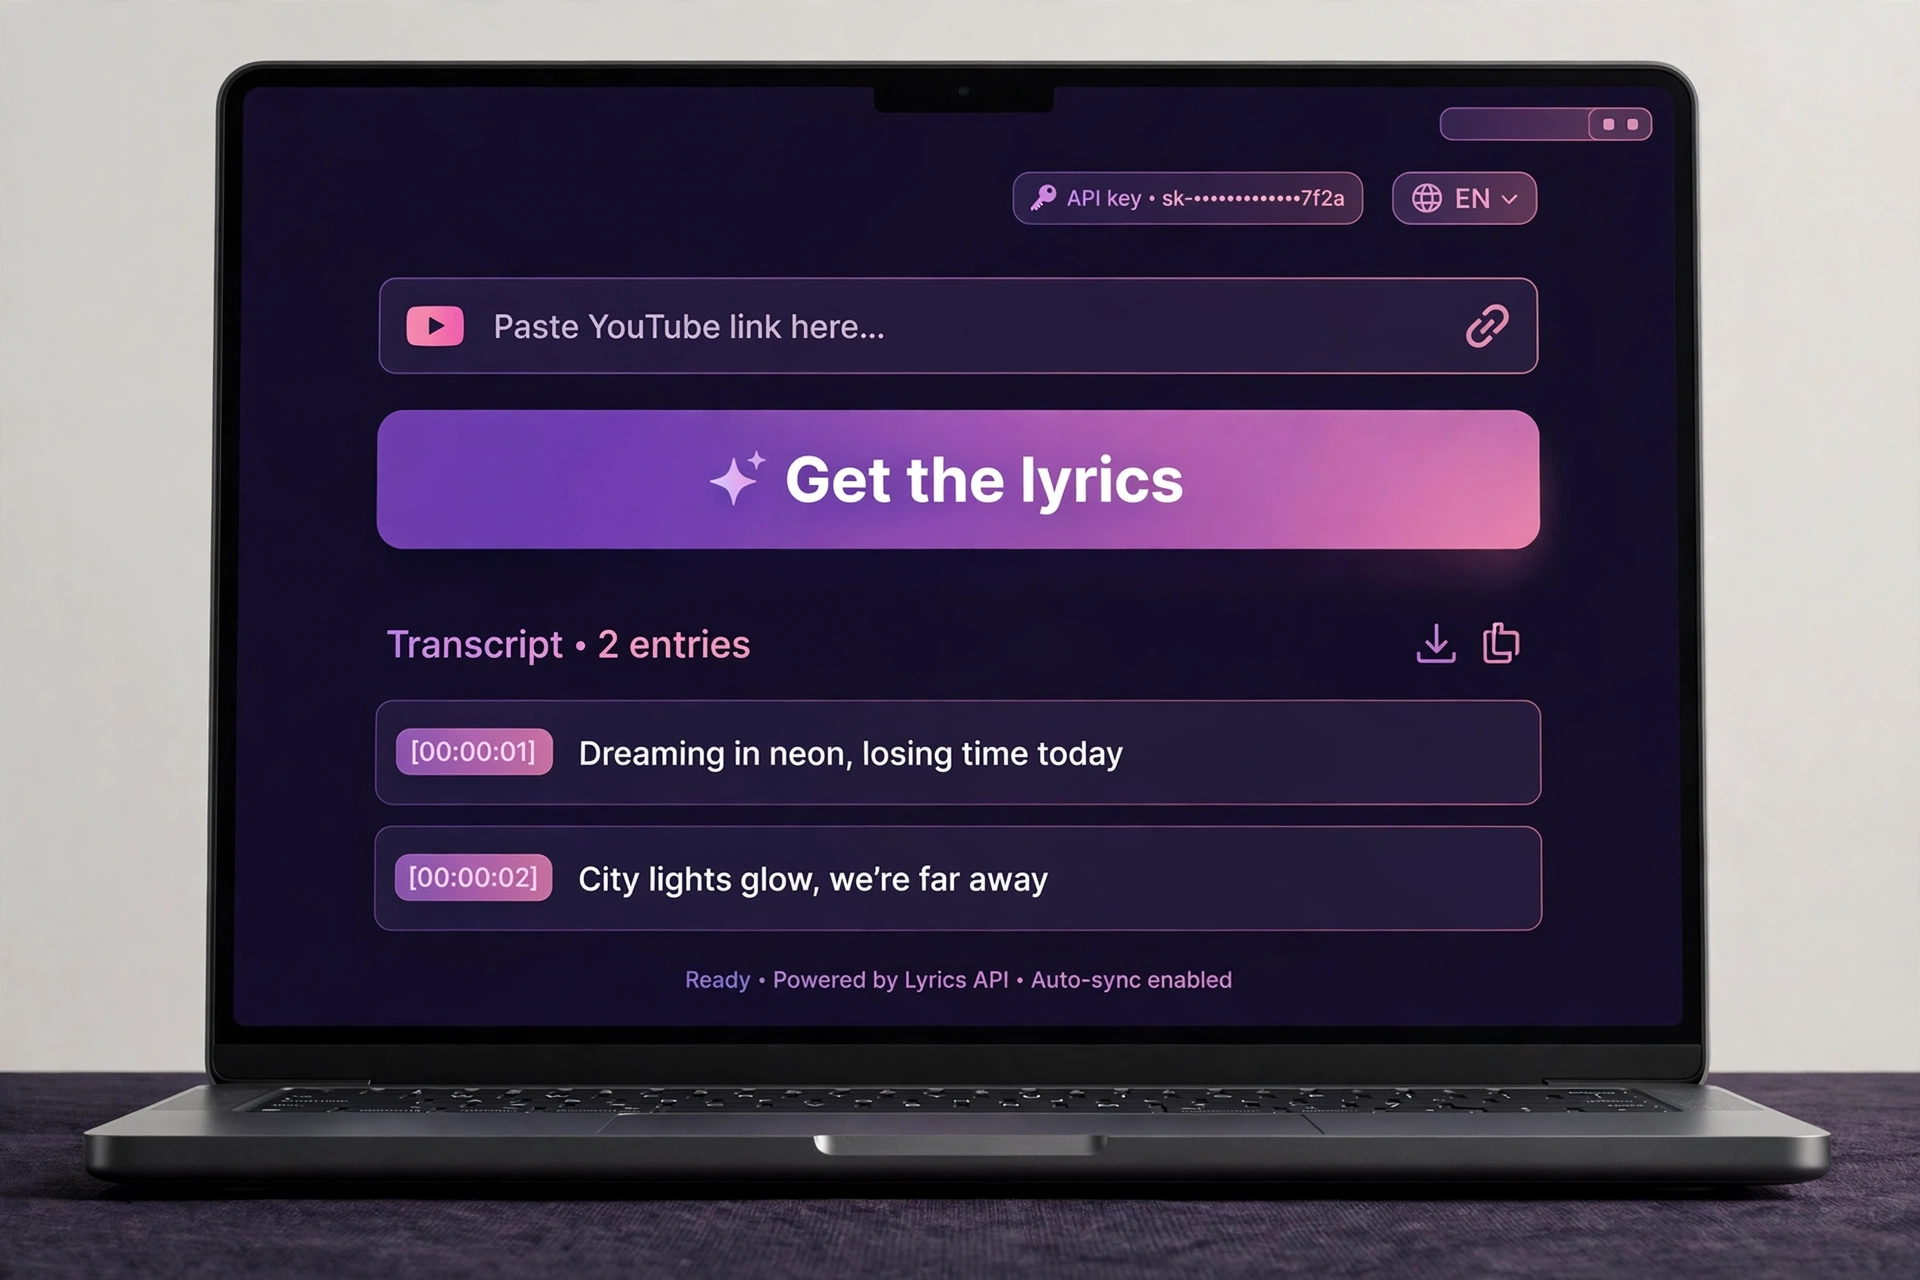 API key • sk-•••••••••••••7f2a
EN
Paste YouTube link here...
Get the lyrics
Transcript • 2 entries
[00:00:01] Dreaming in neon, losing time today
[00:00:02] City lights glow, we're far away
Ready • Powered by Lyrics API • Auto-sync enabled